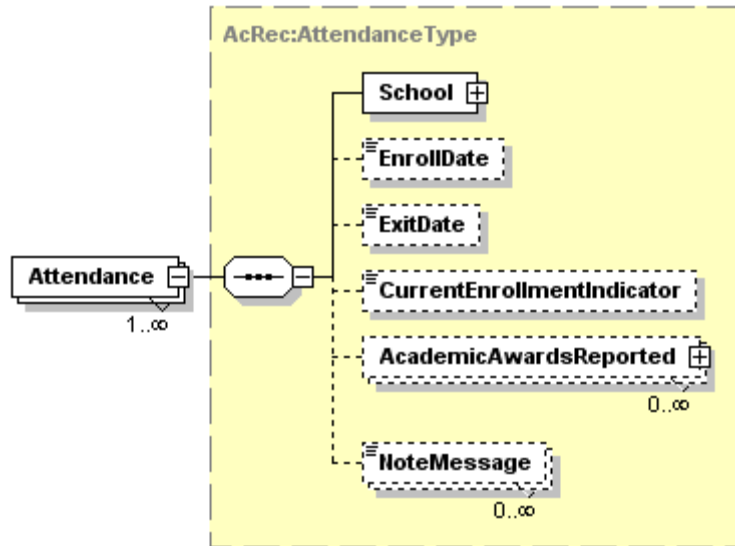 AcRec:AttendanceType
School
EnrollDate
ExitDate
Attendance
1..∞
CurrentEnrollmentIndicator
AcademicAwardsReported
0..∞
NoteMessage
0..∞